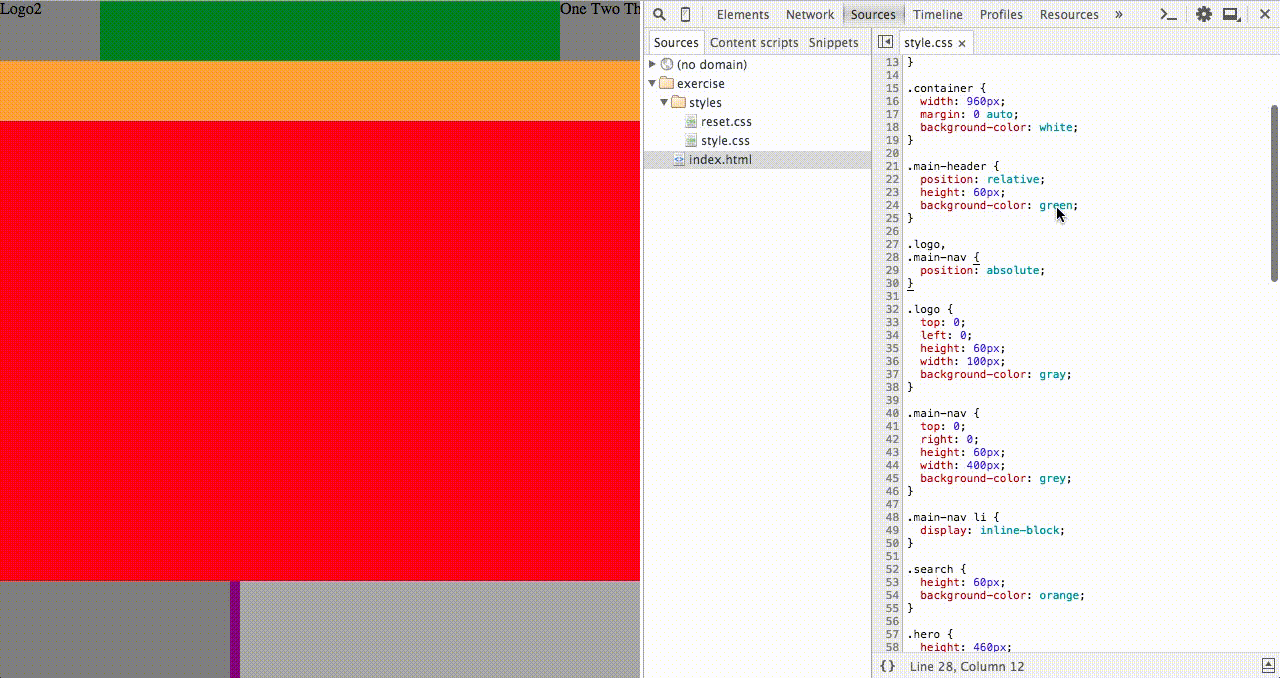 Logo2
One Two Th
Elements Network Sources Timeline Profiles Resources »
Sources Content scripts Snippets
style.css ×
(no domain)
exercise
styles
reset.css
style.css
index.html
13 }
14
15 .container {
16 width: 960px;
17 margin: 0 auto;
18 background-color: white;
19 }
20
21 .main-header {
22 position: relative;
23 height: 60px;
24 background-color: green;
25 }
26
27 .logo,
28 .main-nav {
29 position: absolute;
30 }
31
32 .logo {
33 top: 0;
34 left: 0;
35 height: 60px;
36 width: 100px;
37 background-color: gray;
38 }
39
40 .main-nav {
41 top: 0;
42 right: 0;
43 height: 60px;
44 width: 400px;
45 background-color: grey;
46 }
47
48 .main-nav li {
49 display: inline-block;
50 }
51
52 .search {
53 height: 60px;
54 background-color: orange;
55 }
56
57 .hero {
58 height: 460px;
{} Line 28, Column 12